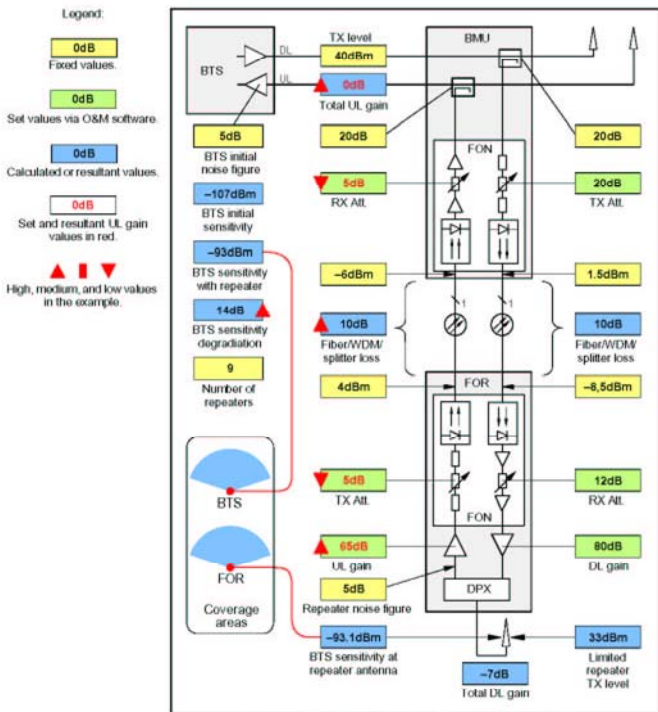 Legend:
0dB
Fixed values.
0dB
Set values via O&M software.
0dB
Calculated or resultant values.
0dB
Set and resultant UL gain
values in red.
High, medium, and low values
in the example.
BTS
DL
UL
TX level
40dBm
0dB
Total UL gain
BMU
5dB
BTS initial
noise figure
20dB
20dB
FON
–107dBm
BTS initial
sensitivity
5dB
RX Att.
20dB
TX Att.
–93dBm
BTS sensitivity
with repeater
–6dBm
1.5dBm
14dB
BTS sensitivity
degradation
1
1
10dB
Fiber/WDM/
splitter loss
10dB
Fiber/WDM/
splitter loss
9
Number of
repeaters
4dBm
FOR
–8,5dBm
BTS
FOR
Coverage
areas
5dB
TX Att.
12dB
RX Att.
FON
65dB
UL gain
80dB
DL gain
5dB
Repeater noise figure
DPX
–93.1dBm
BTS sensitivity at
repeater antenna
33dBm
Limited
repeater
TX level
–7dB
Total DL gain